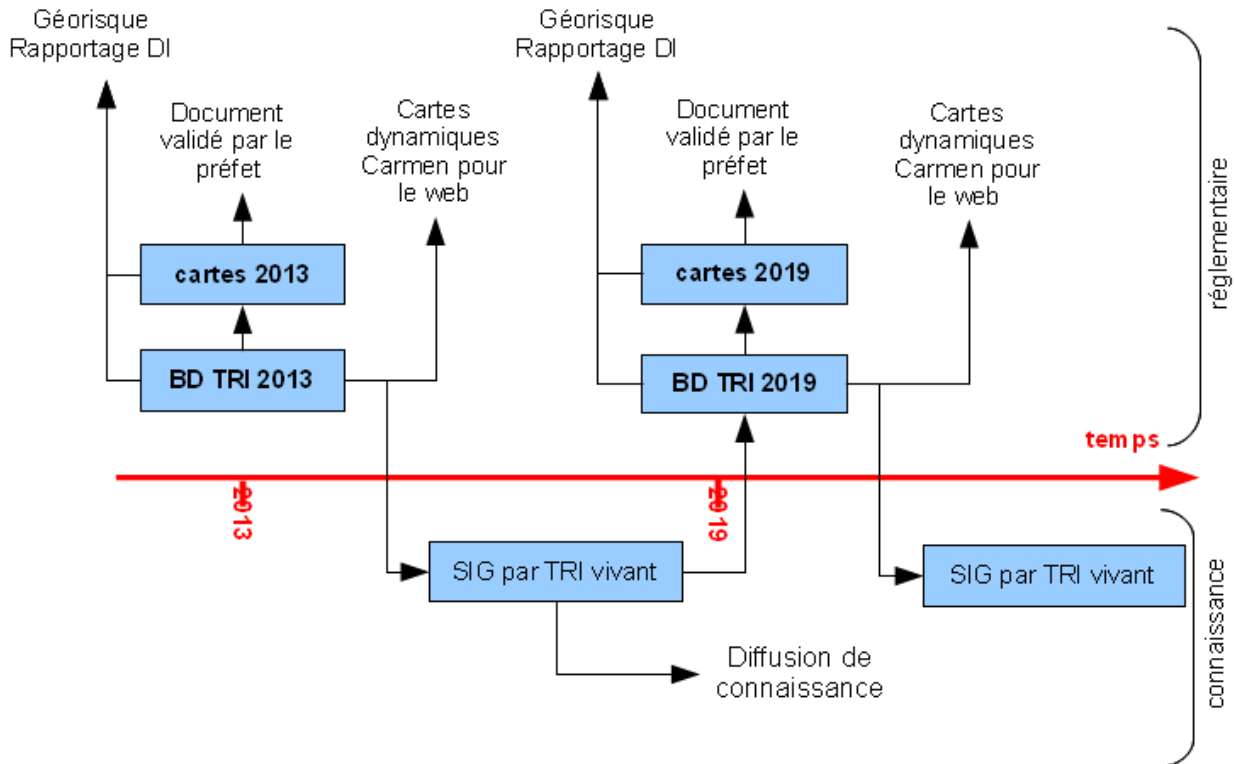 Géorisque
Rapportage DI
Document
validé par le
préfet
Cartes
dynamiques
Carmen pour
le web
cartes 2013
BD TRI 2013
Géorisque
Rapportage DI
Document
validé par le
préfet
Cartes
dynamiques
Carmen pour
le web
cartes 2019
BD TRI 2019
réglementaire
temps
2013
2019
SIG par TRI vivant
SIG par TRI vivant
Diffusion de
connaissance
connaissance